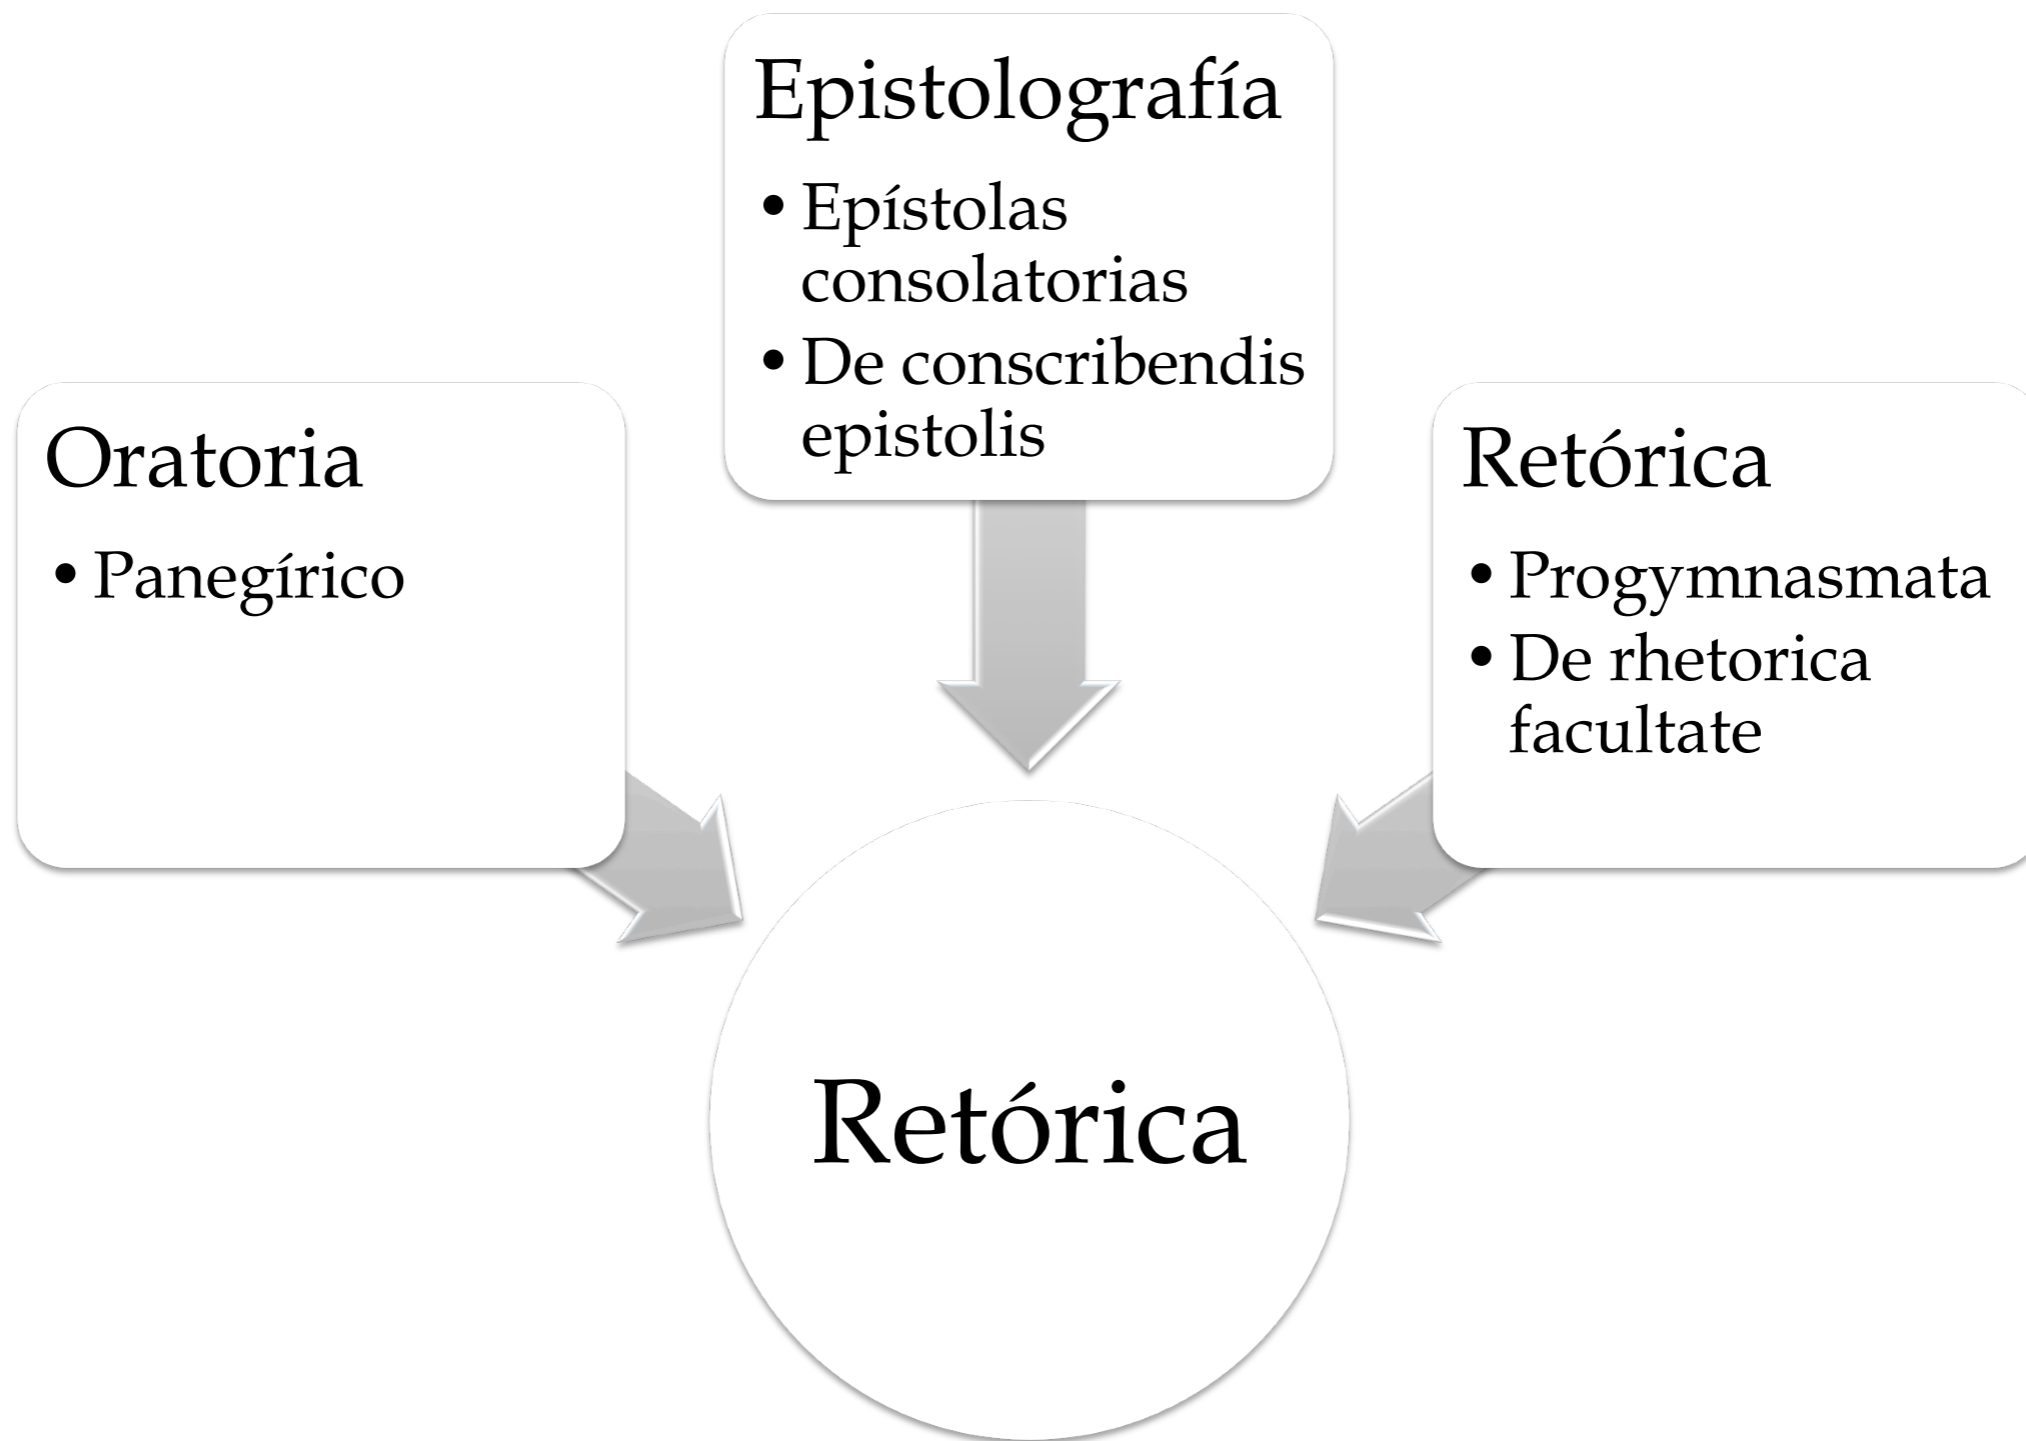 Oratoria
• Panegírico
Epistolografía
• Epístolas
consolatorias
• De conscribendis
epistolis
Retórica
• Progymnasmata
• De rhetorica
facultate
Retórica